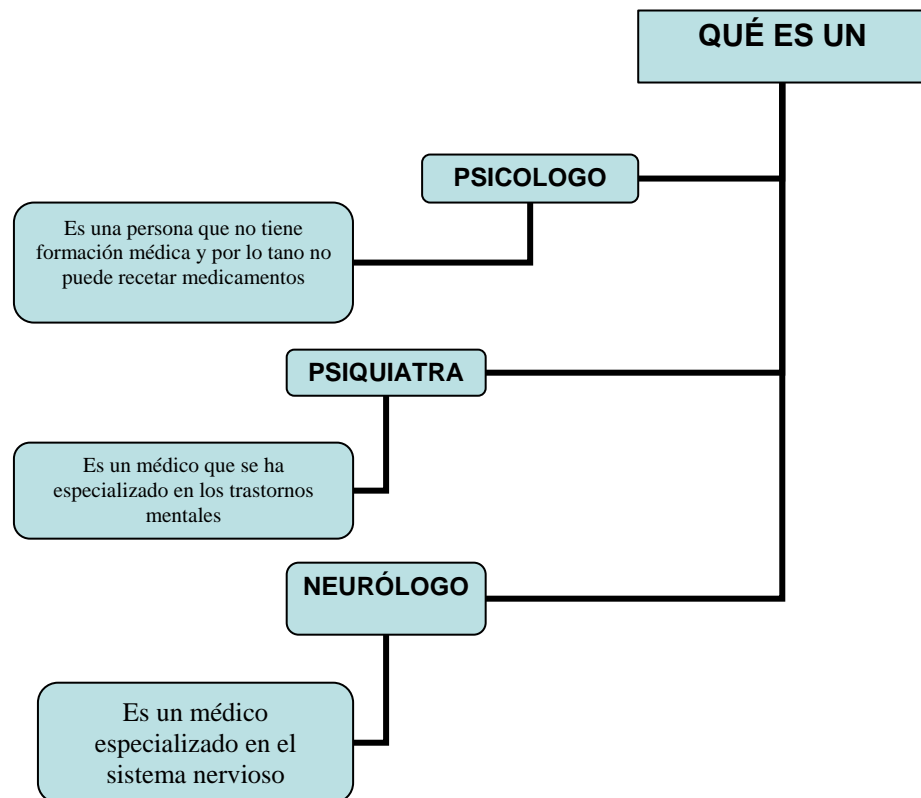 QUÉ ES UN
PSICOLOGO
Es una persona que no tiene
formación médica y por lo tano no
puede recetar medicamentos
PSIQUIATRA
Es un médico que se ha
especializado en los trastornos
mentales
NEURÓLOGO
Es un médico
especializado en el
sistema nervioso